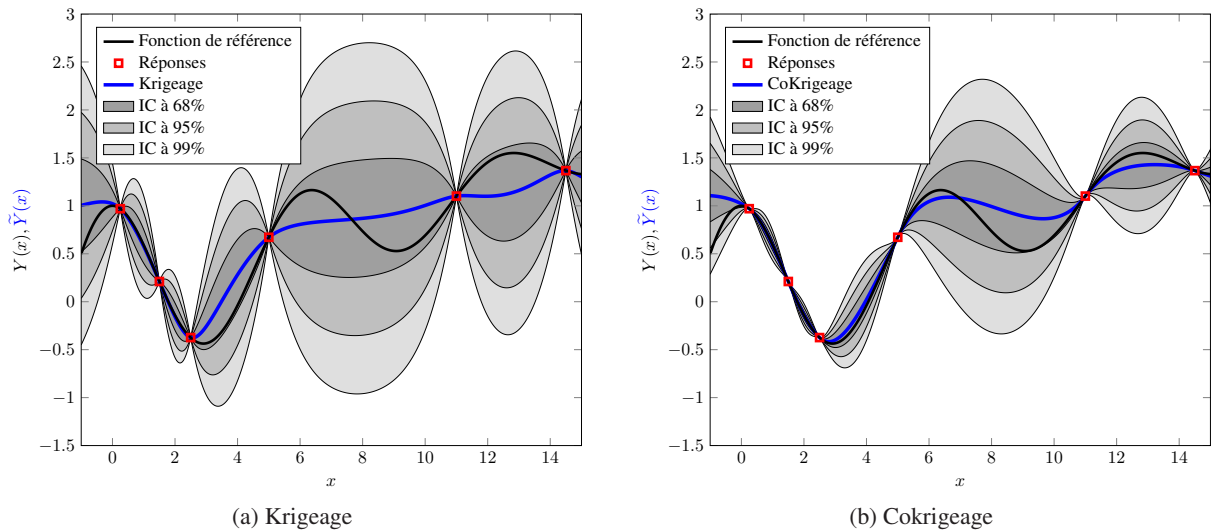 3
2.5
2
1.5
1
0.5
0
−0.5
−1
−1.5
Y(x), Ỹ(x)
Fonction de référence
Réponses
Krigeage
IC à 68%
IC à 95%
IC à 99%
0 2 4 6 8 10 12 14
x
(a) Krigeage
3
2.5
2
1.5
1
0.5
0
−0.5
−1
−1.5
Y(x), Ỹ(x)
Fonction de référence
Réponses
CoKrigeage
IC à 68%
IC à 95%
IC à 99%
0 2 4 6 8 10 12 14
x
(b) Cokrigeage